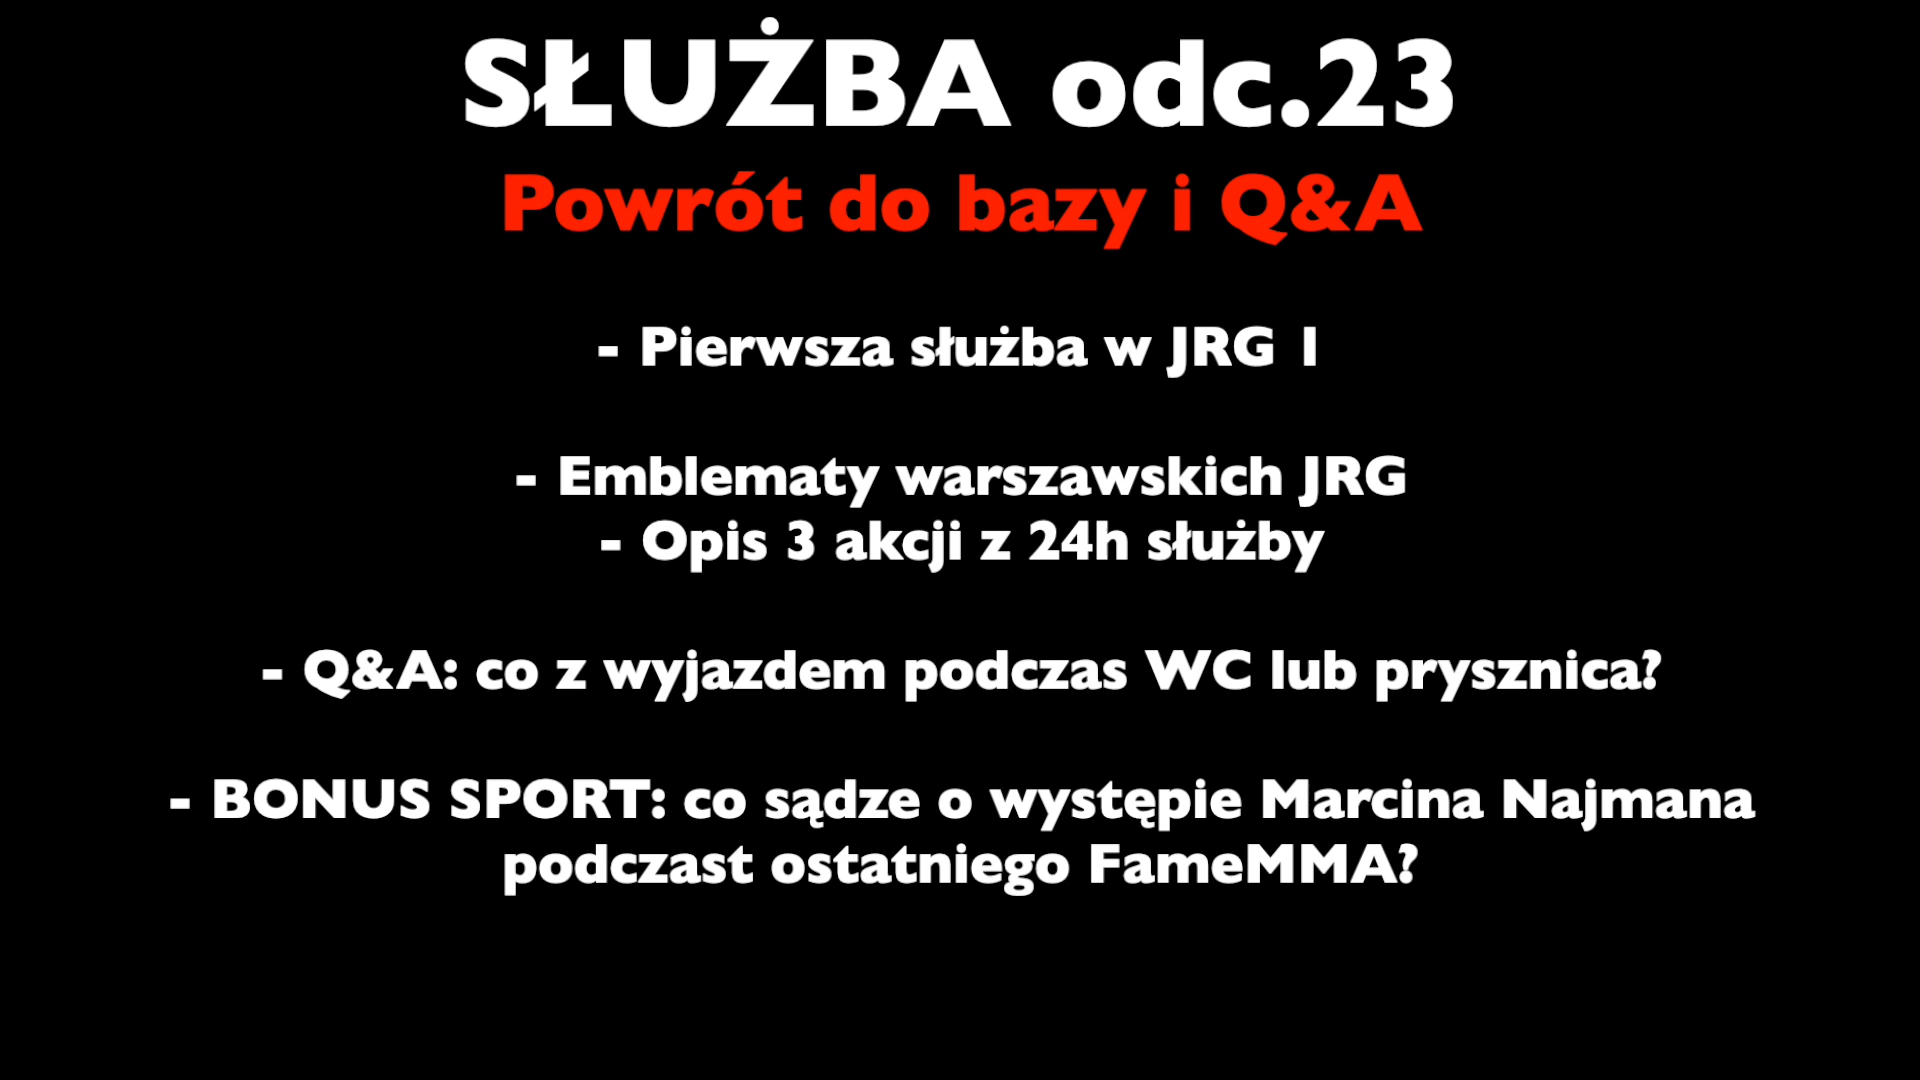 SŁUŻBA odc.23
Powrót do bazy i Q&A
- Pierwsza służba w JRG 1
- Emblematy warszawskich JRG
- Opis 3 akcji z 24h służby
- Q&A: co z wyjazdem podczas WC lub prysznica?
- BONUS SPORT: co sądze o występie Marcina Najmana
podczast ostatniego FameMMA?